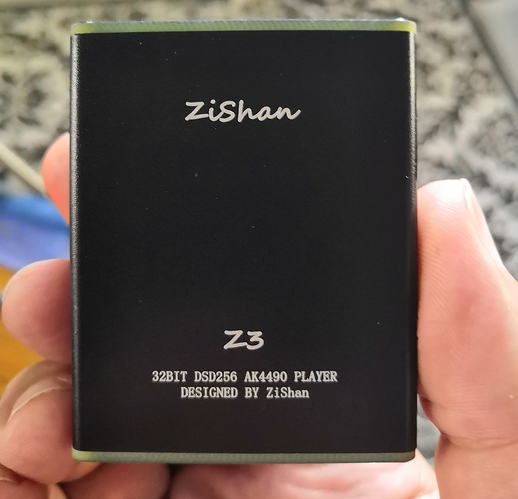 ZiShan
Z3
32BIT DSD256 AK4490 PLAYER
DESIGNED BY ZiShan